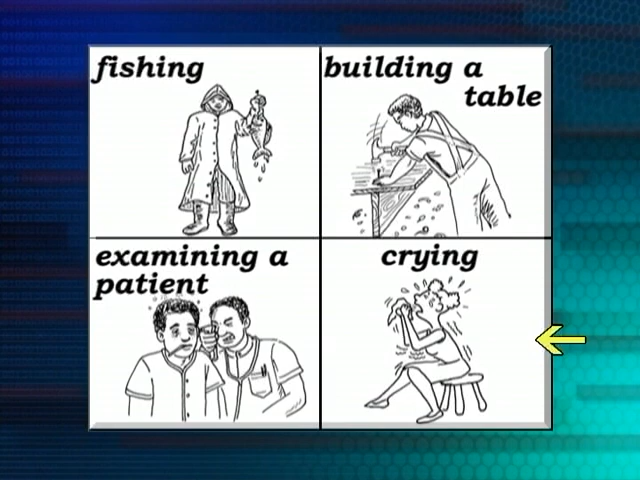 fishing
building a
table
examining a
patient
crying